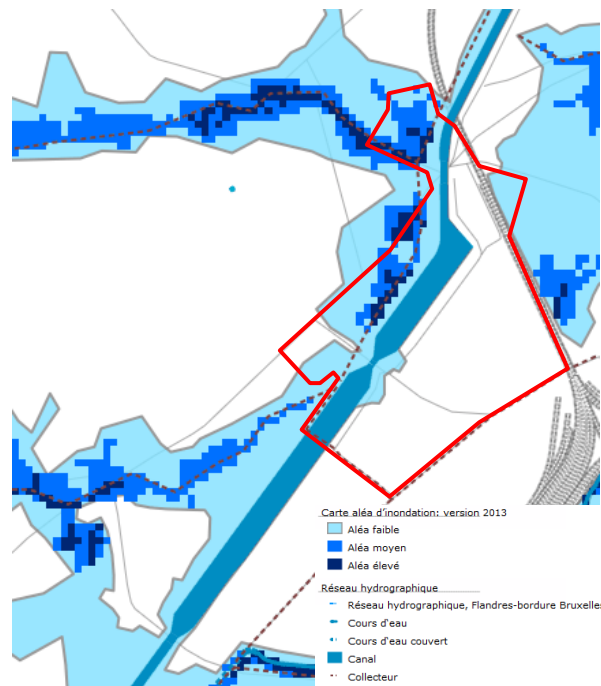 Carte aléa d'inondation: version 2013
Aléa faible
Aléa moyen
Aléa élevé
Réseau hydrographique
Réseau hydrographique, Flandres-bordure Bruxelles
Cours d'eau
Cours d'eau couvert
Canal
Collecteur